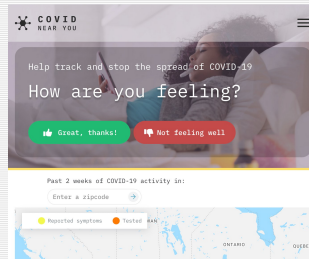 COVID
NEAR YOU
Help track and stop the spread of COVID-19
How are you feeling?
Great, thanks!
Not feeling well
Past 2 weeks of COVID-19 activity in:
Enter a zipcode
Reported symptoms
Tested
ONTARIO
QUEBEC